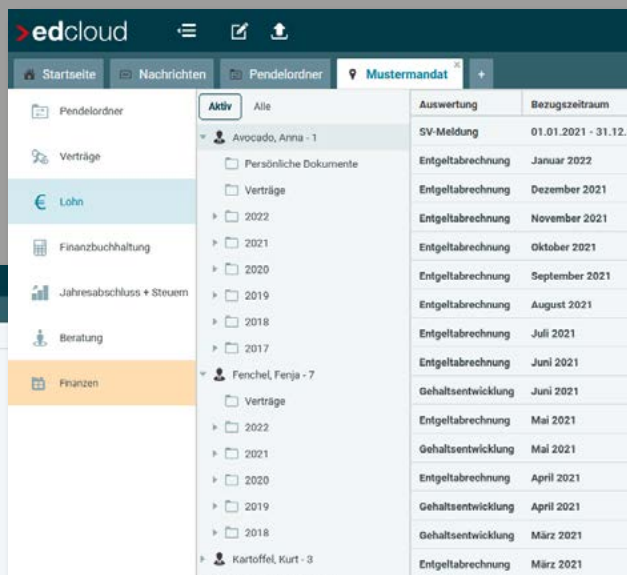 edcloud
Startseite
Nachrichten
Pendelordner
Mustermandat
+
Pendelordner
Verträge
Lohn
Finanzbuchhaltung
Jahresabschluss + Steuern
Beratung
Finanzen
Aktiv Alle
Avocado, Anna - 1
Persönliche Dokumente
Verträge
2022
2021
2020
2019
2018
2017
Fenchel, Fenja - 7
Verträge
2022
2021
2020
2019
2018
Kartoffel, Kurt - 3
Auswertung Bezugszeitraum
SV-Meldung 01.01.2021 - 31.12.
Entgeltabrechnung Januar 2022
Entgeltabrechnung Dezember 2021
Entgeltabrechnung November 2021
Entgeltabrechnung Oktober 2021
Entgeltabrechnung September 2021
Entgeltabrechnung August 2021
Entgeltabrechnung Juli 2021
Entgeltabrechnung Juni 2021
Gehaltsentwicklung Juni 2021
Entgeltabrechnung Mai 2021
Gehaltsentwicklung Mai 2021
Entgeltabrechnung April 2021
Gehaltsentwicklung April 2021
Gehaltsentwicklung März 2021
Entgeltabrechnung März 2021